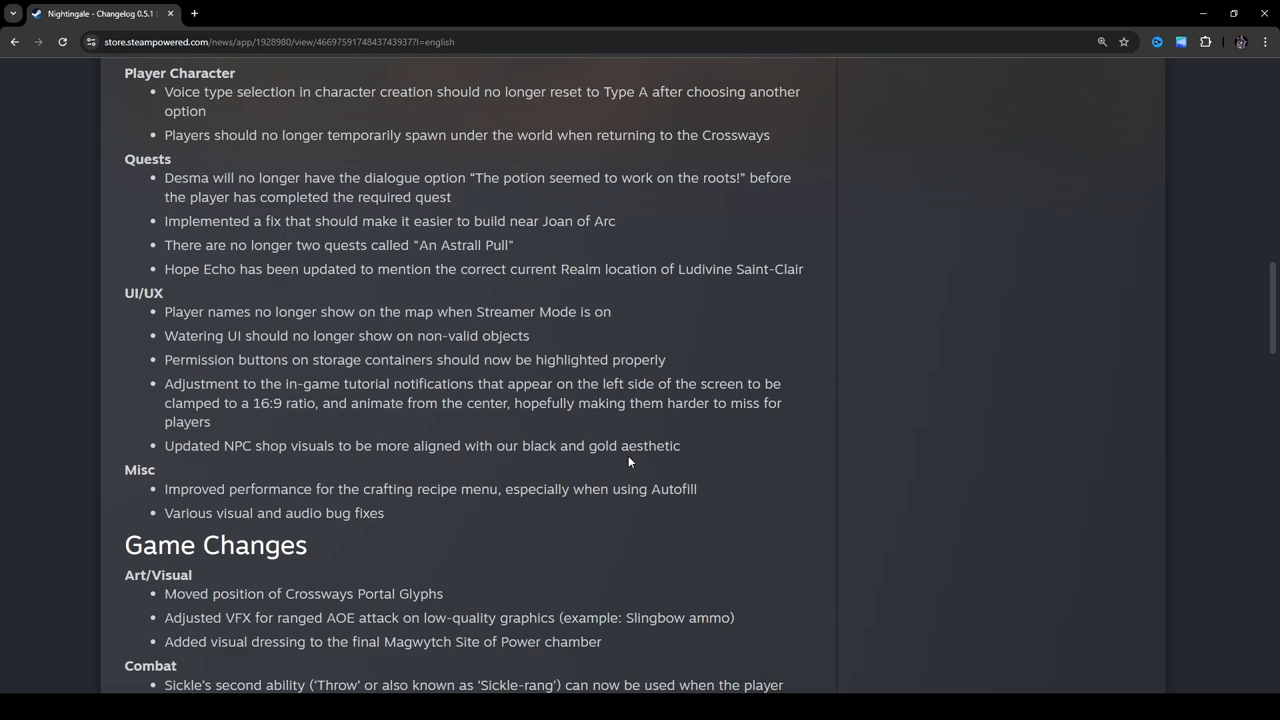 Nightingale - Changelog 0.5.1
store.steampowered.com/news/app/1928980/view/4669759174843743937?l=english
Player Character
• Voice type selection in character creation should no longer reset to Type A after choosing another
option
• Players should no longer temporarily spawn under the world when returning to the Crossways
Quests
• Desma will no longer have the dialogue option “The potion seemed to work on the roots!” before
the player has completed the required quest
• Implemented a fix that should make it easier to build near Joan of Arc
• There are no longer two quests called "An Astrall Pull"
• Hope Echo has been updated to mention the correct current Realm location of Ludivine Saint-Clair
UI/UX
• Player names no longer show on the map when Streamer Mode is on
• Watering UI should no longer show on non-valid objects
• Permission buttons on storage containers should now be highlighted properly
• Adjustment to the in-game tutorial notifications that appear on the left side of the screen to be
clamped to a 16:9 ratio, and animate from the center, hopefully making them harder to miss for
players
• Updated NPC shop visuals to be more aligned with our black and gold aesthetic
Misc
• Improved performance for the crafting recipe menu, especially when using Autofill
• Various visual and audio bug fixes
Game Changes
Art/Visual
• Moved position of Crossways Portal Glyphs
• Adjusted VFX for ranged AOE attack on low-quality graphics (example: Slingbow ammo)
• Added visual dressing to the final Magwytch Site of Power chamber
Combat
• Sickle’s second ability (‘Throw’ or also known as ‘Sickle-rang’) can now be used when the player